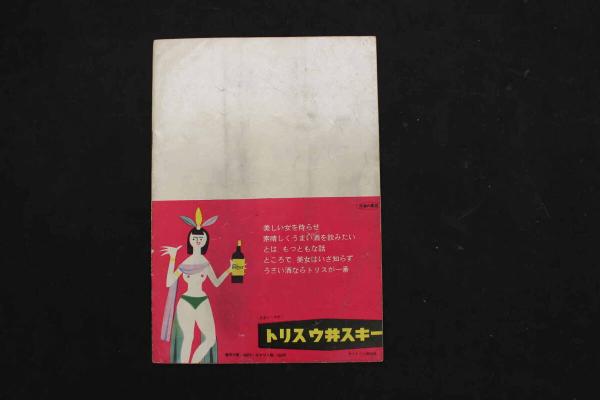 美しい女を侍らせ
素晴しくうまい酒を飲みたい
とは もっともな話
ところで 美女はいざ知らず
うまい酒ならトリスが一番
トリスウ井スキー